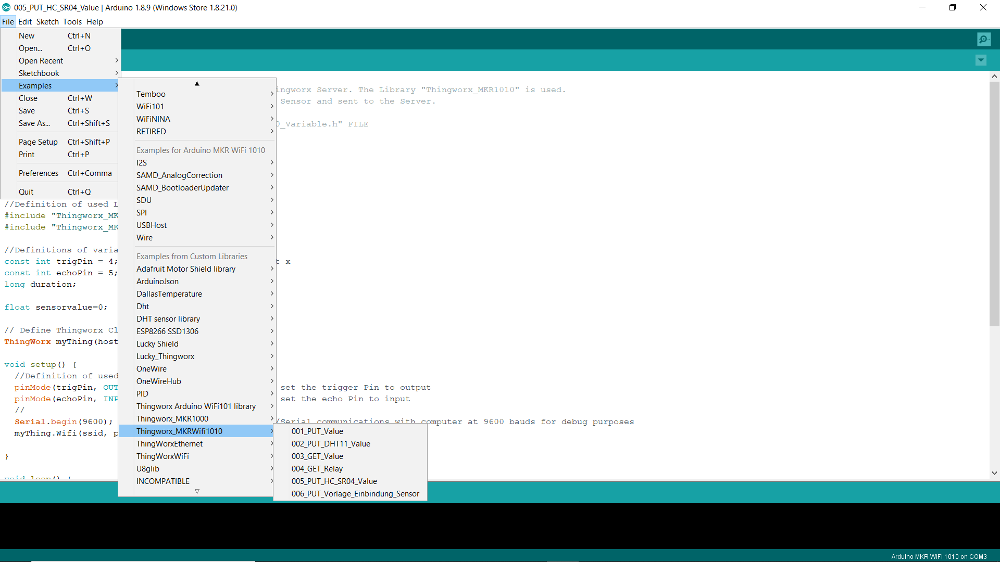 005_PUT_HC_SR04_Value | Arduino 1.8.9 (Windows Store 1.8.21.0)
File Edit Sketch Tools Help
New Ctrl+N
Open... Ctrl+O
Open Recent
Sketchbook
Examples
Close Ctrl+W
Save Ctrl+S
Save As... Ctrl+Shift+S
Page Setup Ctrl+Shift+P
Print Ctrl+P
Preferences Ctrl+Comma
Quit Ctrl+Q
Temboo
WiFi101
WiFiNINA
RETIRED
Examples for Arduino MKR WiFi 1010
I2S
SAMD_AnalogCorrection
SAMD_BootloaderUpdater
SDU
SPI
USBHost
Wire
Examples from Custom Libraries
Adafruit Motor Shield library
ArduinoJson
DallasTemperature
Dht
DHT sensor library
ESP8266 SSD1306
Lucky Shield
Lucky_Thingworx
OneWire
OneWireHub
PID
Thingworx Arduino WiFi101 library
Thingworx_MKR1000
Thingworx_MKRWifi1010
ThingWorxEthernet
ThingWorxWiFi
U8glib
INCOMPATIBLE
001_PUT_Value
002_PUT_DHT11_Value
003_GET_Value
004_GET_Relay
005_PUT_HC_SR04_Value
006_PUT_Vorlage_Einbindung_Sensor
ingworx Server. The Library "Thingworx_MKR1010" is used.
Sensor and sent to the Server.
0_Variable.h" FILE
//Definition of used
#include "Thingworx_MK
#include "Thingworx_MK
//Definitions of varia
const int trigPin = 4; t x
const int echoPin = 5;
long duration;
float sensorvalue=0;
// Define Thingworx Cl
ThingWorx myThing(host
void setup() {
//Definition of used
pinMode(trigPin, OUT set the trigger Pin to output
pinMode(echoPin, INP set the echo Pin to input
//
Serial.begin(9600); /Serial communications with computer at 9600 bauds for debug purposes
myThing.Wifi(ssid, p
}
void loop() {
Arduino MKR WiFi 1010 on COM3